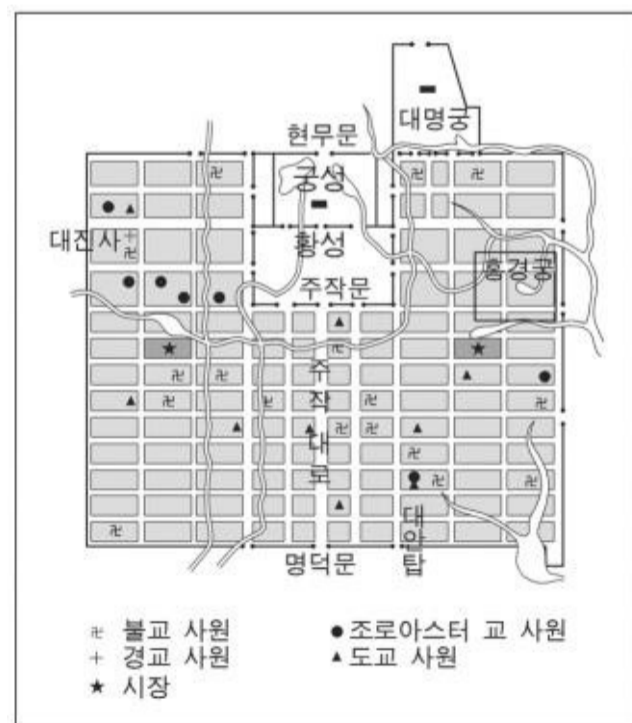 대명궁
현무문
궁성
대진사
황성
흥경궁
주작문
주작대로
대안탑
명덕문
卍 불교 사원
● 조로아스터 교 사원
+ 경교 사원
▲ 도교 사원
★ 시장